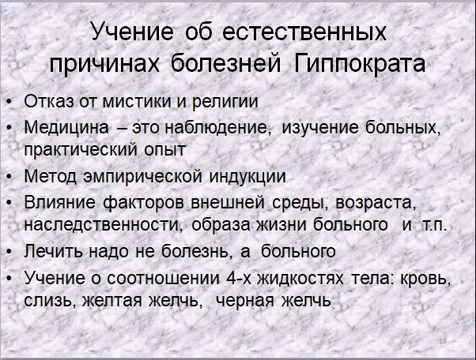 Учение об естественных
причинах болезней Гиппократа
• Отказ от мистики и религии
• Медицина – это наблюдение, изучение больных,
практический опыт
• Метод эмпирической индукции
• Влияние факторов внешней среды, возраста,
наследственности, образа жизни больного и т.п.
• Лечить надо не болезнь, а больного
• Учение о соотношении 4-х жидкостях тела: кровь,
слизь, желтая желчь, черная желчь
19